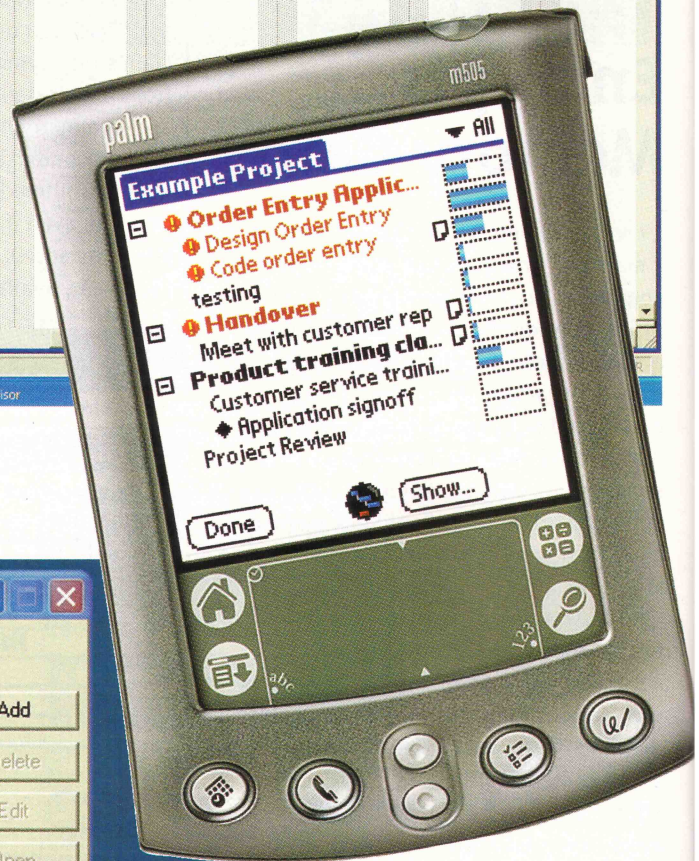 palm
m505
Example Project
All
Order Entry Applic...
Design Order Entry
Code order entry
testing
Handover
Meet with customer rep
Product training cla...
Customer service traini...
Application signoff
Project Review
Done
Show...
abc
123
isor
Add
elete
Edit